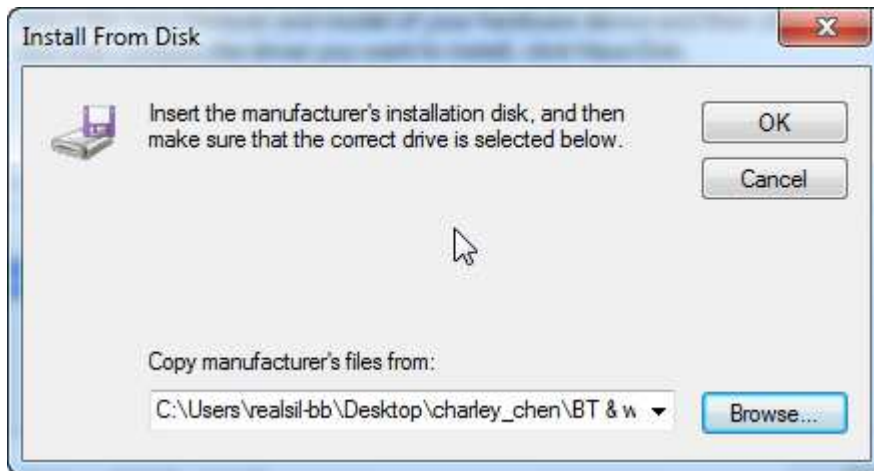 Install From Disk
Insert the manufacturer's installation disk, and then
make sure that the correct drive is selected below.
OK
Cancel
Copy manufacturer's files from:
C:\Users\realsil-bb\Desktop\charley_chen\BT & w
Browse...